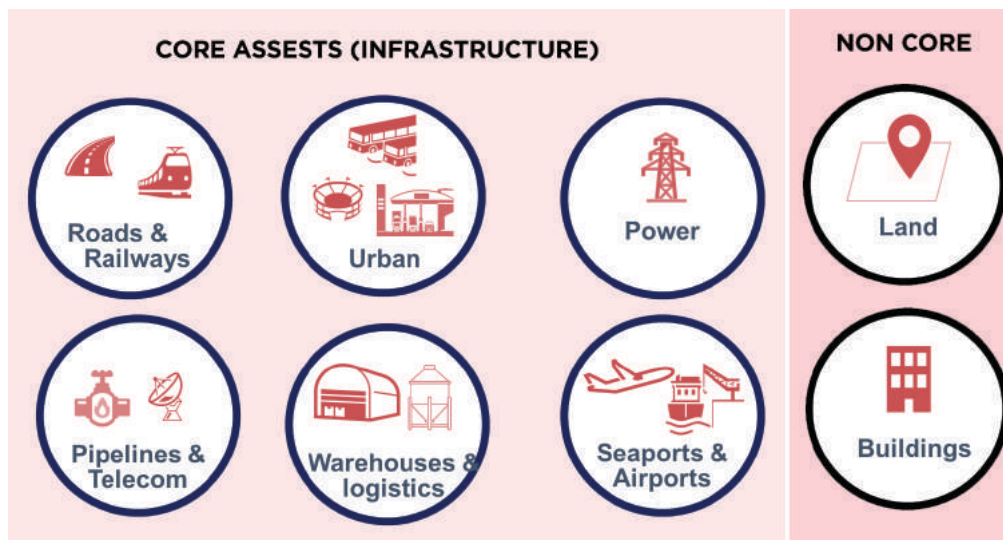 CORE ASSESTS (INFRASTRUCTURE)
NON CORE
Roads &
Railways
Urban
Power
Land
Pipelines &
Telecom
Warehouses &
logistics
Seaports &
Airports
Buildings